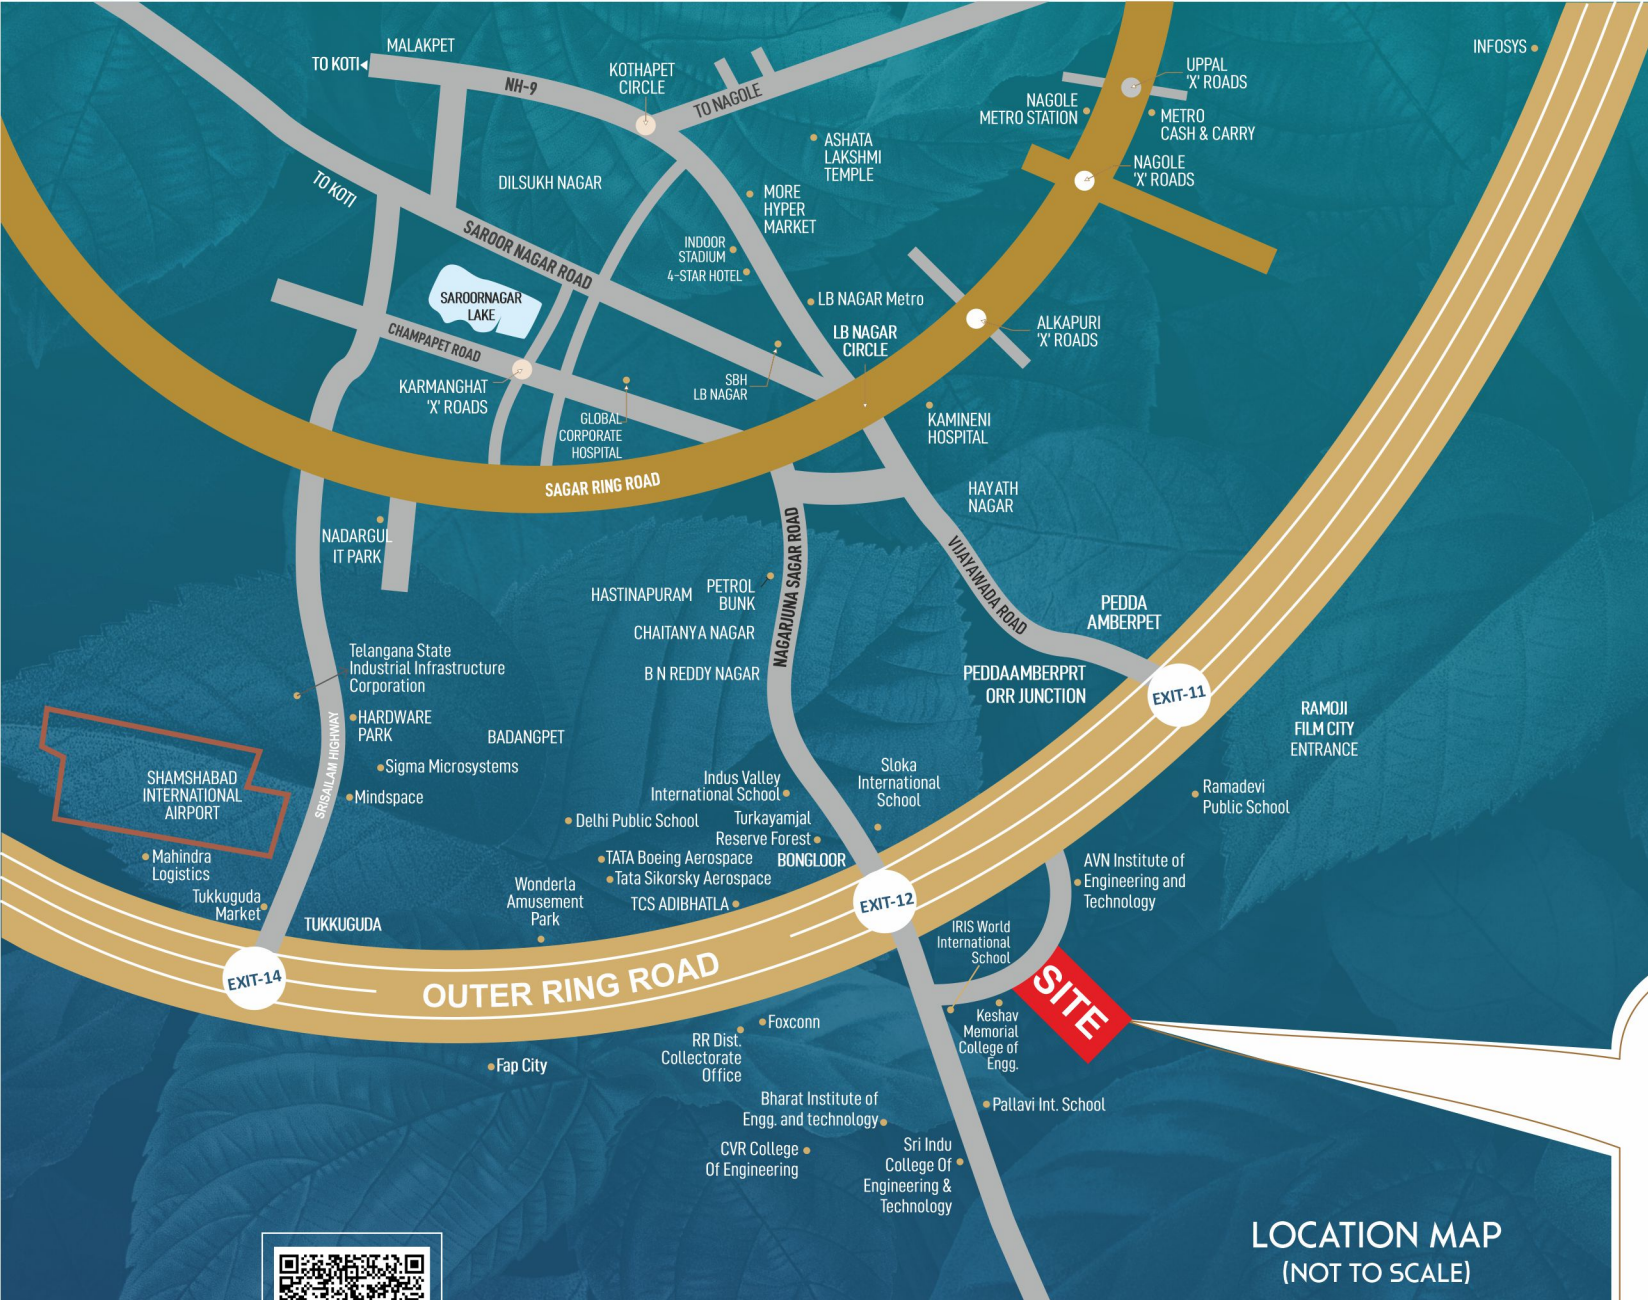 MALAKPET
TO KOTI
NH-9
KOTHAPET
CIRCLE
TO NAGOLE
INFOSYS
UPPAL
'X' ROADS
NAGOLE
METRO STATION
METRO
CASH & CARRY
NAGOLE
'X' ROADS
ASHATA
LAKSHMI
TEMPLE
TO KOTI
DILSUKH NAGAR
MORE
HYPER
MARKET
SAROOR NAGAR ROAD
INDOOR
STADIUM
4-STAR HOTEL
SAROORNAGAR
LAKE
LB NAGAR Metro
LB NAGAR
CIRCLE
ALKAPURI
'X' ROADS
CHAMPAPET ROAD
KARMANGHAT
'X' ROADS
SBH
LB NAGAR
GLOBAL
CORPORATE
HOSPITAL
KAMINENI
HOSPITAL
SAGAR RING ROAD
HAYATH
NAGAR
NADARGUL
IT PARK
NAGARJUNA SAGAR ROAD
VIJAYAWADA ROAD
HASTINAPURAM
PETROL
BUNK
CHAITANYA NAGAR
B N REDDY NAGAR
PEDDA
AMBERPET
PEDDAAMBERPRT
ORR JUNCTION
EXIT-11
RAMOJI
FILM CITY
ENTRANCE
Telangana State
Industrial Infrastructure
Corporation
HARDWARE
PARK
BADANGPET
Sigma Microsystems
Mindspace
SRISAILAM HIGHWAY
SHAMSHABAD
INTERNATIONAL
AIRPORT
Indus Valley
International School
Sloka
International
School
Ramadevi
Public School
Delhi Public School
Turkayamjal
Reserve Forest
TATA Boeing Aerospace
BONGLOOR
Tata Sikorsky Aerospace
TCS ADIBHATLA
Wonderla
Amusement
Park
Mahindra
Logistics
Tukkuguda
Market
TUKKUGUDA
EXIT-14
EXIT-12
OUTER RING ROAD
AVN Institute of
Engineering and
Technology
IRIS World
International
School
SITE
Keshav
Memorial
College of
Engg.
Foxconn
RR Dist.
Collectorate
Office
Fap City
Bharat Institute of
Engg. and technology
Pallavi Int. School
CVR College
Of Engineering
Sri Indu
College Of
Engineering &
Technology
LOCATION MAP
(NOT TO SCALE)